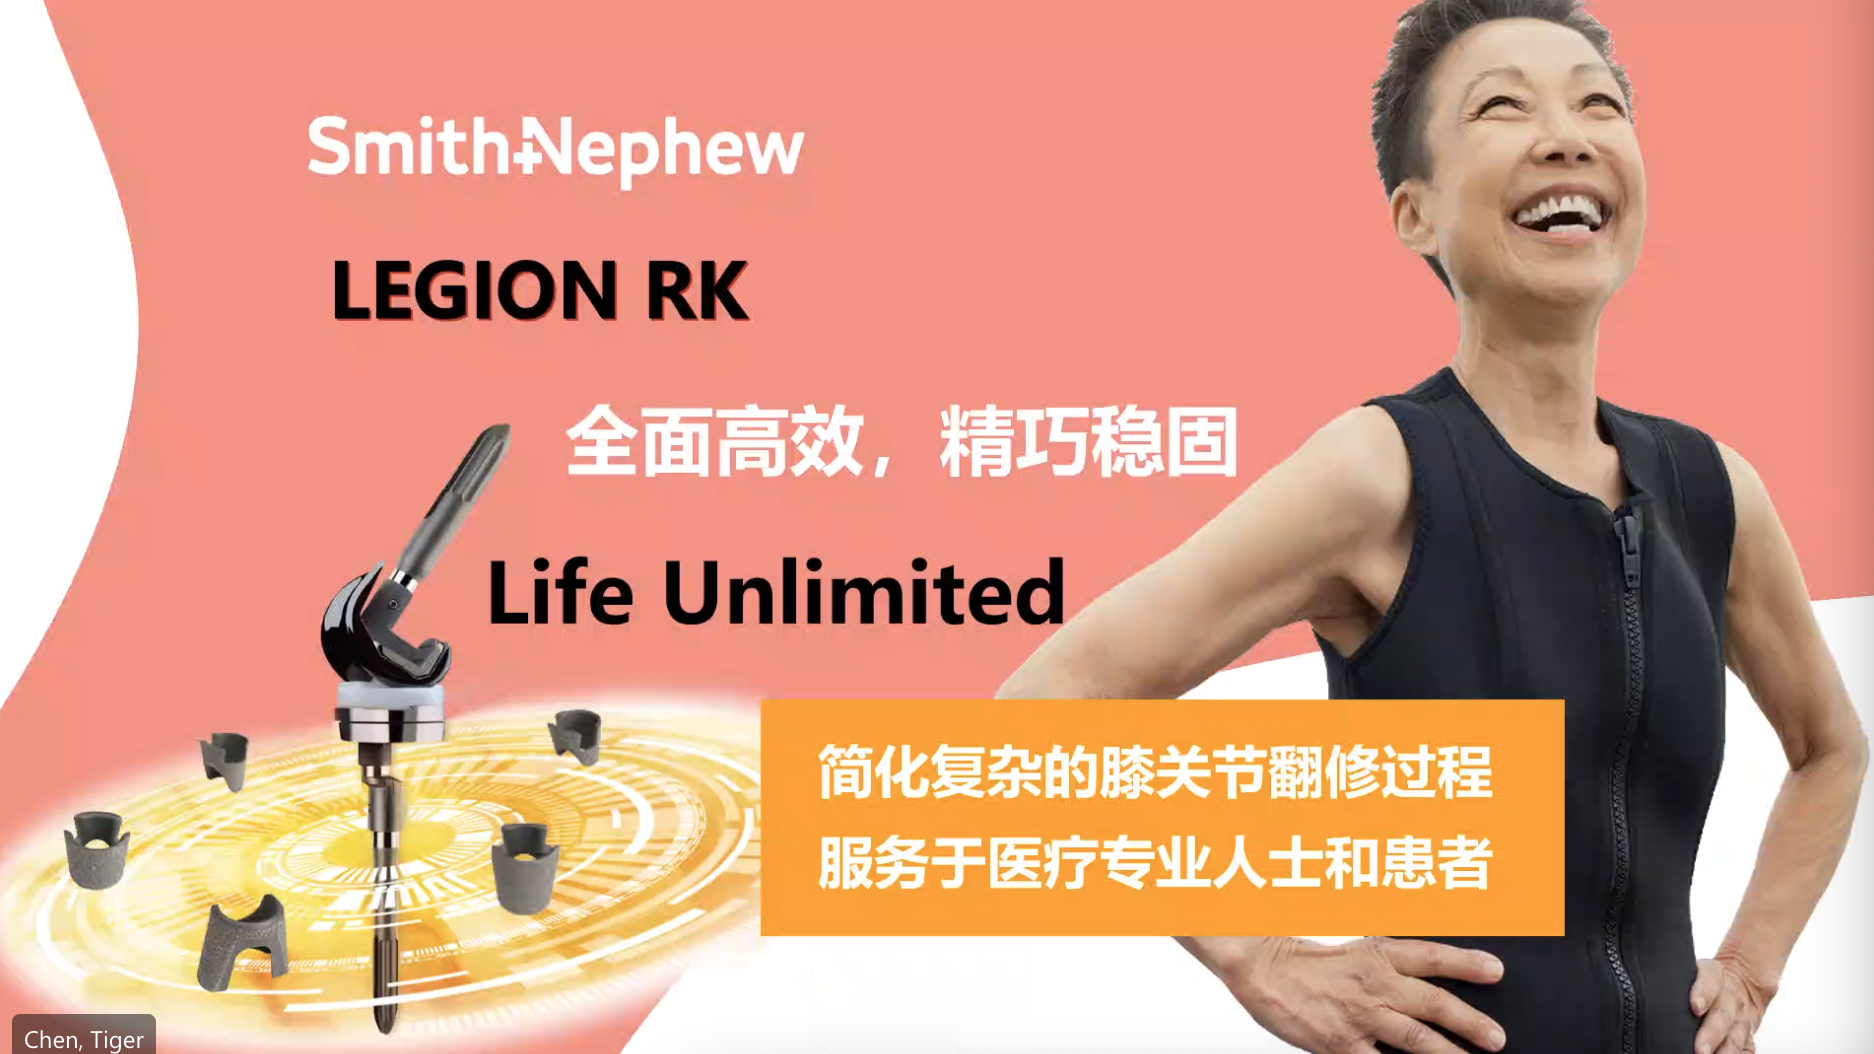 Smith+Nephew
LEGION RK
全面高效，精巧稳固
Life Unlimited
简化复杂的膝关节翻修过程
服务于医疗专业人士和患者
Chen, Tiger